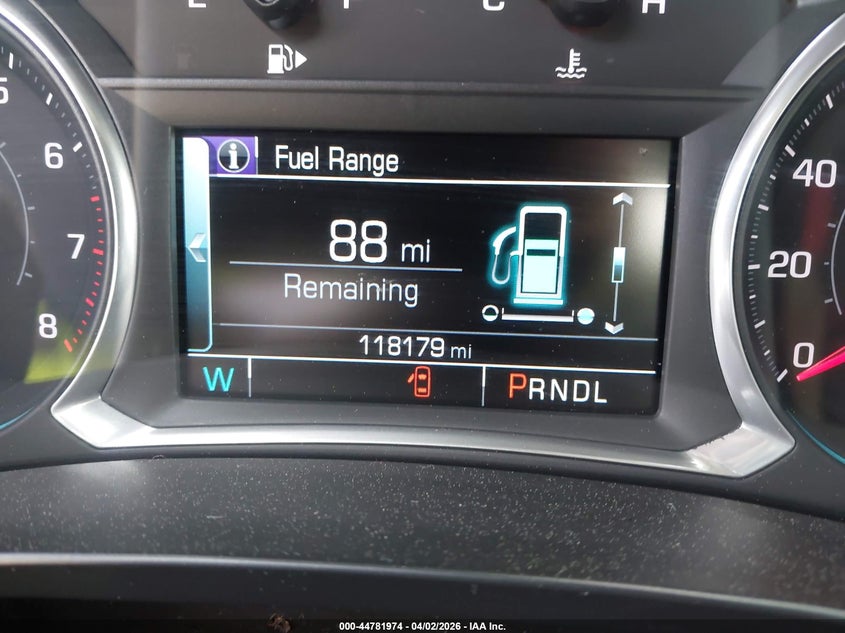 E F C H
5
6
7
8
i Fuel Range
88 mi
Remaining
118179 mi
W PRNDL
40
20
0
000-44781974 - 04/02/2026 - IAA Inc.